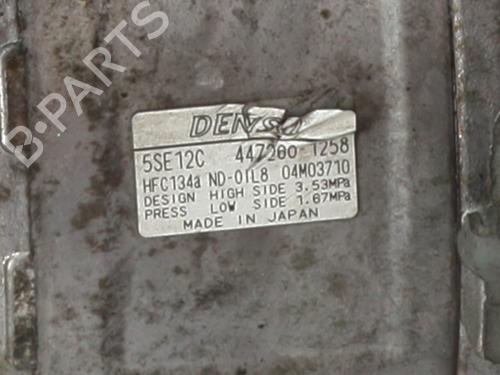 B-PARTS
DENSO
5SE12C 447260 1258
HFC134a ND-OIL8 04M03710
DESIGN HIGH SIDE 3.53MPa
PRESS LOW SIDE 1.67MPa
MADE IN JAPAN